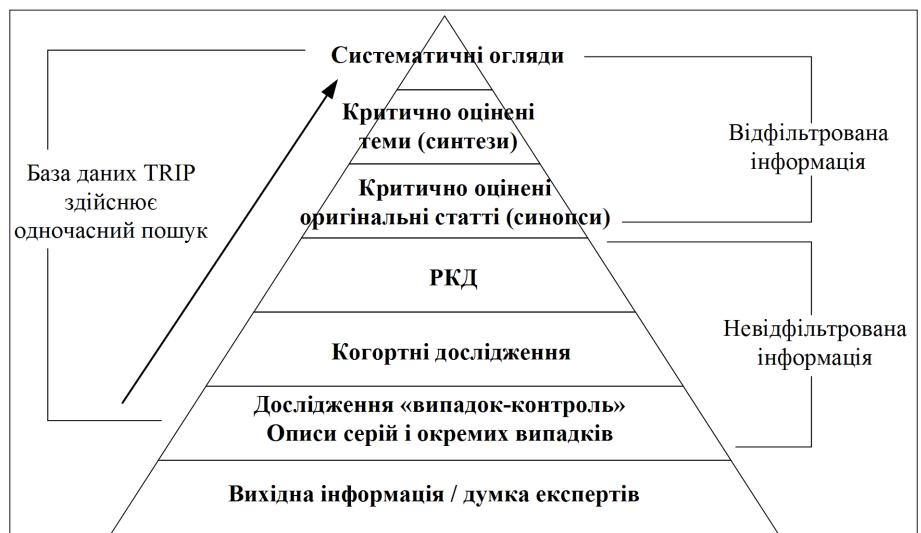 Систематичні огляди
Критично оцінені
теми (синтези)
Критично оцінені
оригінальні статті (синопси)
РКД
Когортні дослідження
Дослідження «випадок-контроль»
Описи серій і окремих випадків
Вихідна інформація / думка експертів
База даних TRIP
здійснює
одночасний пошук
Відфільтрована
інформація
Невідфільтрована
інформація